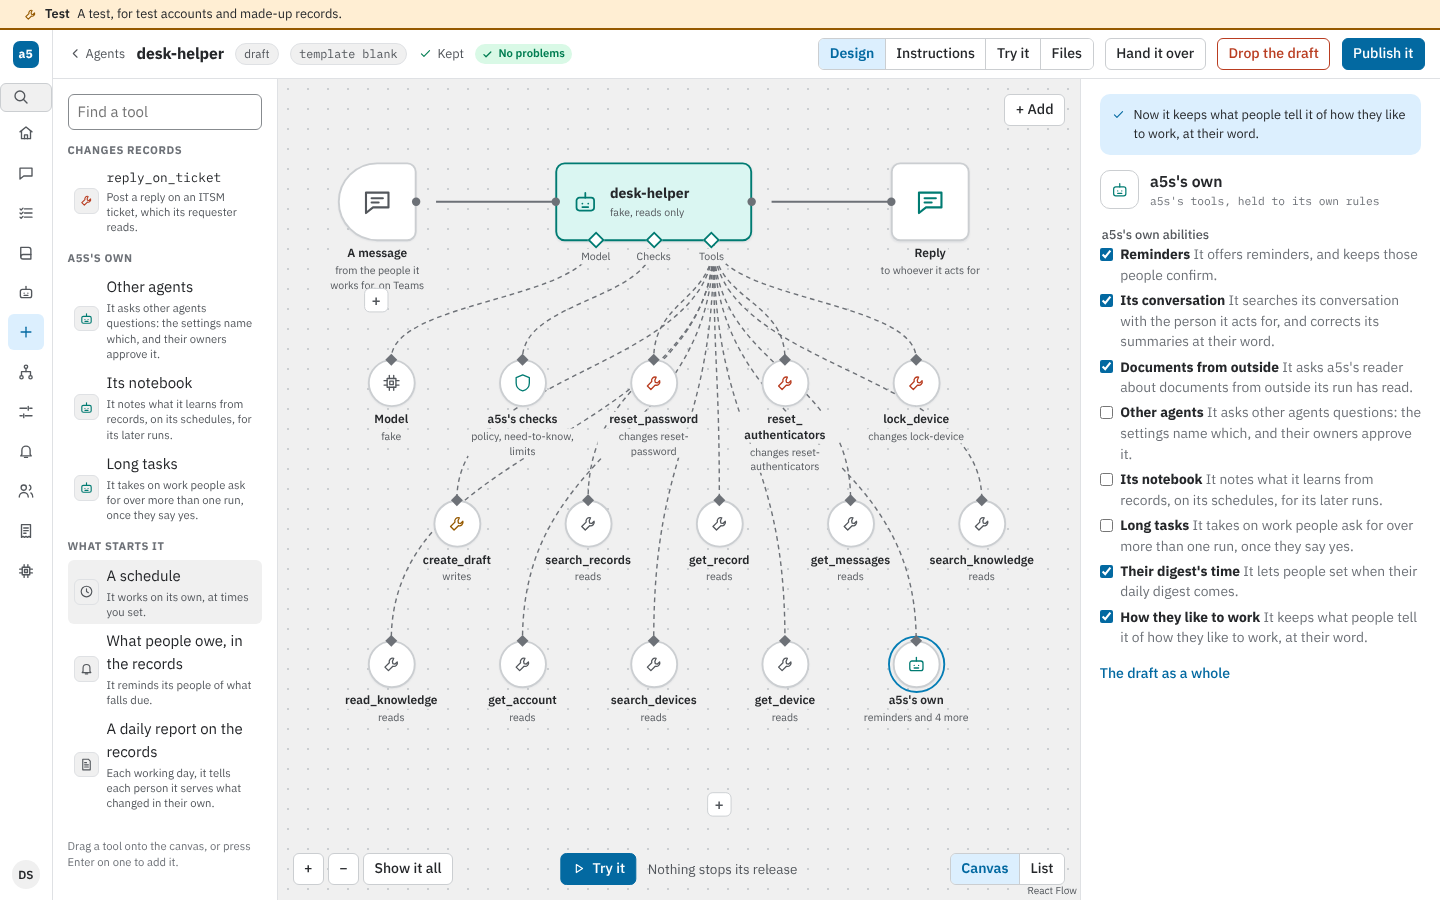 Test A test, for test accounts and made-up records.
a5
Agents
desk-helper
draft
template blank
Kept
No problems
Design
Instructions
Try it
Files
Hand it over
Drop the draft
Publish it
Find a tool
CHANGES RECORDS
reply_on_ticket
Post a reply on an ITSM
ticket, which its requester
reads.
A5S'S OWN
Other agents
It asks other agents
questions: the settings name
which, and their owners
approve it.
Its notebook
It notes what it learns from
records, on its schedules, for
its later runs.
Long tasks
It takes on work people ask
for over more than one run,
once they say yes.
WHAT STARTS IT
A schedule
It works on its own, at times
you set.
What people owe, in
the records
It reminds its people of what
falls due.
A daily report on the
records
Each working day, it tells
each person it serves what
changed in their own.
Drag a tool onto the canvas, or press
Enter on one to add it.
DS
+ Add
A message
from the people it
works for, on Teams
+
desk-helper
fake, reads only
Model
Checks
Tools
Reply
to whoever it acts for
Model
fake
a5s's checks
policy, need-to-know,
limits
reset_password
changes reset-
password
reset_
authenticators
changes reset-
authenticators
lock_device
changes lock-device
create_draft
writes
search_records
reads
get_record
reads
get_messages
reads
search_knowledge
reads
read_knowledge
reads
get_account
reads
search_devices
reads
get_device
reads
a5s's own
reminders and 4 more
+
+
−
Show it all
Try it
Nothing stops its release
Canvas
List
React Flow
Now it keeps what people tell it of how they like
to work, at their word.
a5s's own
a5s's tools, held to its own rules
a5s's own abilities
Reminders It offers reminders, and keeps those
people confirm.
Its conversation It searches its conversation
with the person it acts for, and corrects its
summaries at their word.
Documents from outside It asks a5s's reader
about documents from outside its run has read.
Other agents It asks other agents questions: the
settings name which, and their owners approve
it.
Its notebook It notes what it learns from
records, on its schedules, for its later runs.
Long tasks It takes on work people ask for over
more than one run, once they say yes.
Their digest's time It lets people set when their
daily digest comes.
How they like to work It keeps what people tell
it of how they like to work, at their word.
The draft as a whole